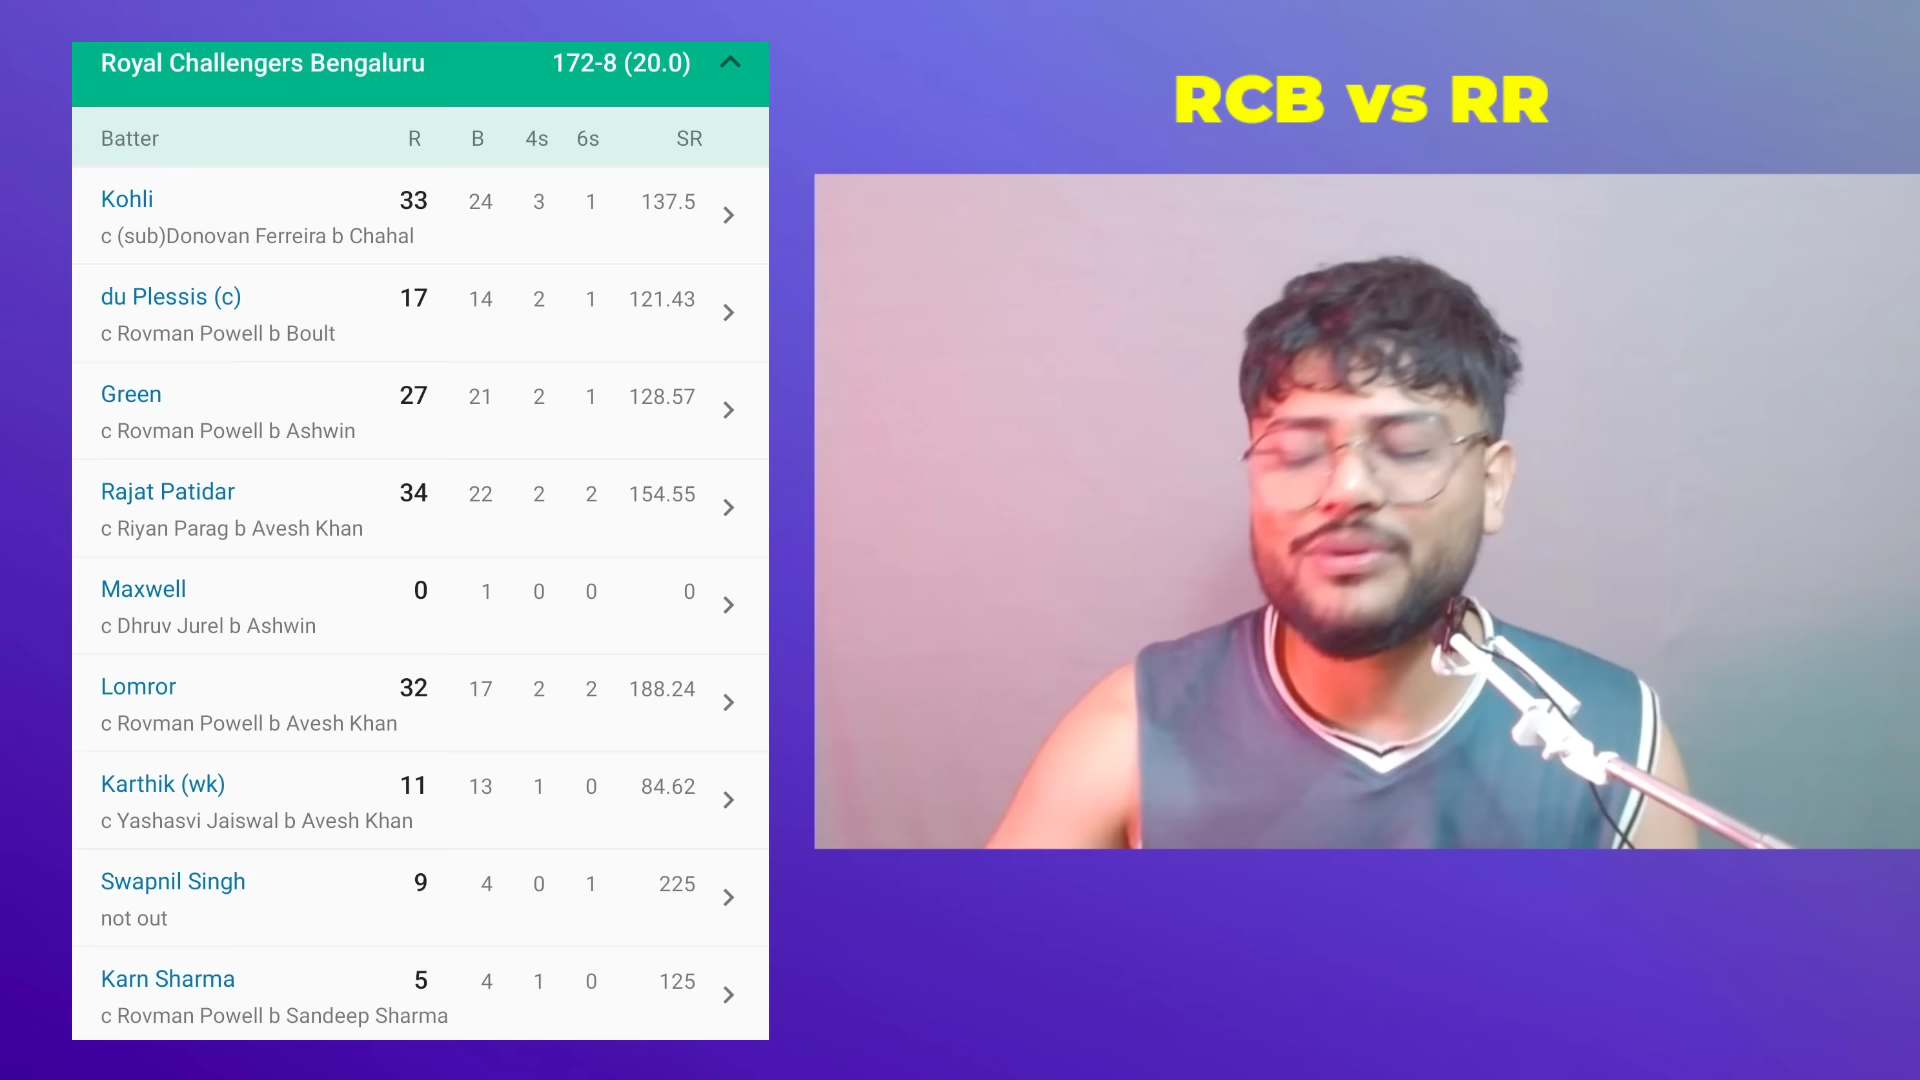 Royal Challengers Bengaluru 172-8 (20.0)
Batter R B 4s 6s SR
Kohli 33 24 3 1 137.5
c (sub)Donovan Ferreira b Chahal
du Plessis (c) 17 14 2 1 121.43
c Rovman Powell b Boult
Green 27 21 2 1 128.57
c Rovman Powell b Ashwin
Rajat Patidar 34 22 2 2 154.55
c Riyan Parag b Avesh Khan
Maxwell 0 1 0 0 0
c Dhruv Jurel b Ashwin
Lomror 32 17 2 2 188.24
c Rovman Powell b Avesh Khan
Karthik (wk) 11 13 1 0 84.62
c Yashasvi Jaiswal b Avesh Khan
Swapnil Singh 9 4 0 1 225
not out
Karn Sharma 5 4 1 0 125
c Rovman Powell b Sandeep Sharma
RCB vs RR